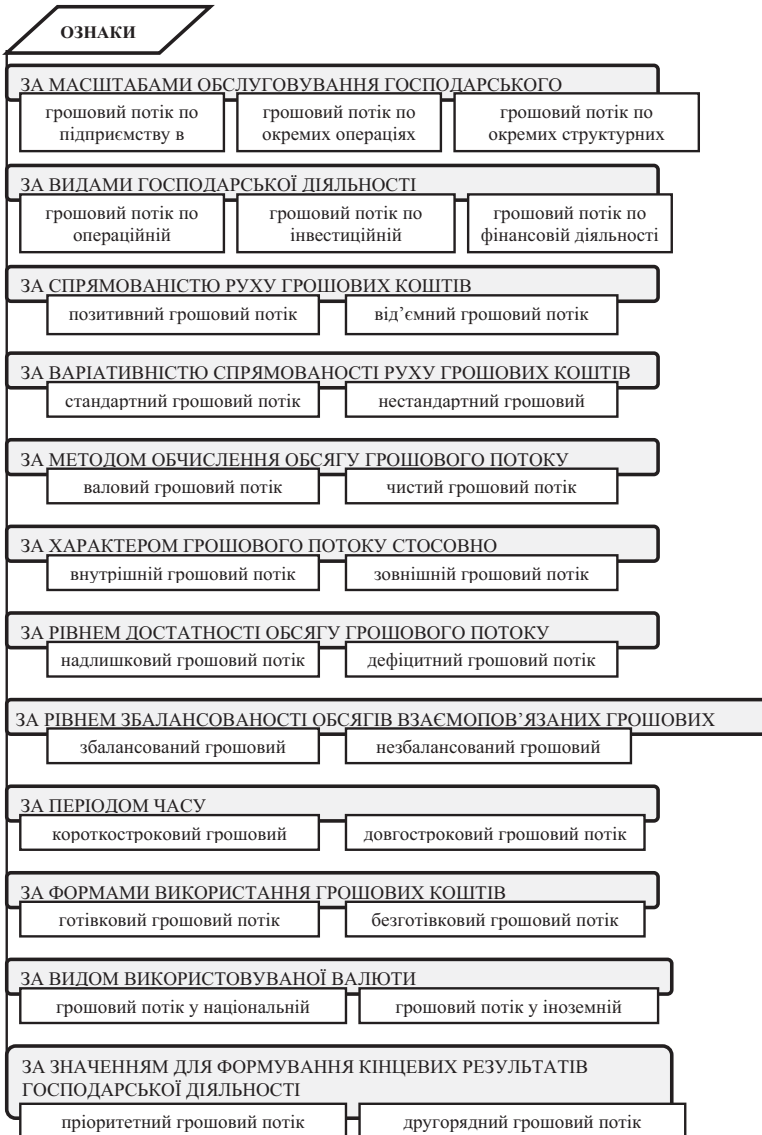 ОЗНАКИ
ЗА МАСШТАБАМИ ОБСЛУГОВУВАННЯ ГОСПОДАРСЬКОГО
грошовий потік по
підприємству в
грошовий потік по
окремих операціях
грошовий потік по
окремих структурних
ЗА ВИДАМИ ГОСПОДАРСЬКОЇ ДІЯЛЬНОСТІ
грошовий потік по
операційній
грошовий потік по
інвестиційній
грошовий потік по
фінансовій діяльності
ЗА СПРЯМОВАНІСТЮ РУХУ ГРОШОВИХ КОШТІВ
позитивний грошовий потік
від’ємний грошовий потік
ЗА ВАРІАТИВНІСТЮ СПРЯМОВАНОСТІ РУХУ ГРОШОВИХ КОШТІВ
стандартний грошовий потік
нестандартний грошовий
ЗА МЕТОДОМ ОБЧИСЛЕННЯ ОБСЯГУ ГРОШОВОГО ПОТОКУ
валовий грошовий потік
чистий грошовий потік
ЗА ХАРАКТЕРОМ ГРОШОВОГО ПОТОКУ СТОСОВНО
внутрішній грошовий потік
зовнішній грошовий потік
ЗА РІВНЕМ ДОСТАТНОСТІ ОБСЯГУ ГРОШОВОГО ПОТОКУ
надлишковий грошовий потік
дефіцитний грошовий потік
ЗА РІВНЕМ ЗБАЛАНСОВАНОСТІ ОБСЯГІВ ВЗАЄМОПОВ’ЯЗАНИХ ГРОШОВИХ
збалансований грошовий
незбалансований грошовий
ЗА ПЕРІОДОМ ЧАСУ
короткостроковий грошовий
довгостроковий грошовий потік
ЗА ФОРМАМИ ВИКОРИСТАННЯ ГРОШОВИХ КОШТІВ
готівковий грошовий потік
безготівковий грошовий потік
ЗА ВИДОМ ВИКОРИСТОВУВАНОЇ ВАЛЮТИ
грошовий потік у національній
грошовий потік у іноземній
ЗА ЗНАЧЕННЯМ ДЛЯ ФОРМУВАННЯ КІНЦЕВИХ РЕЗУЛЬТАТІВ
ГОСПОДАРСЬКОЇ ДІЯЛЬНОСТІ
пріоритетний грошовий потік
другорядний грошовий потік